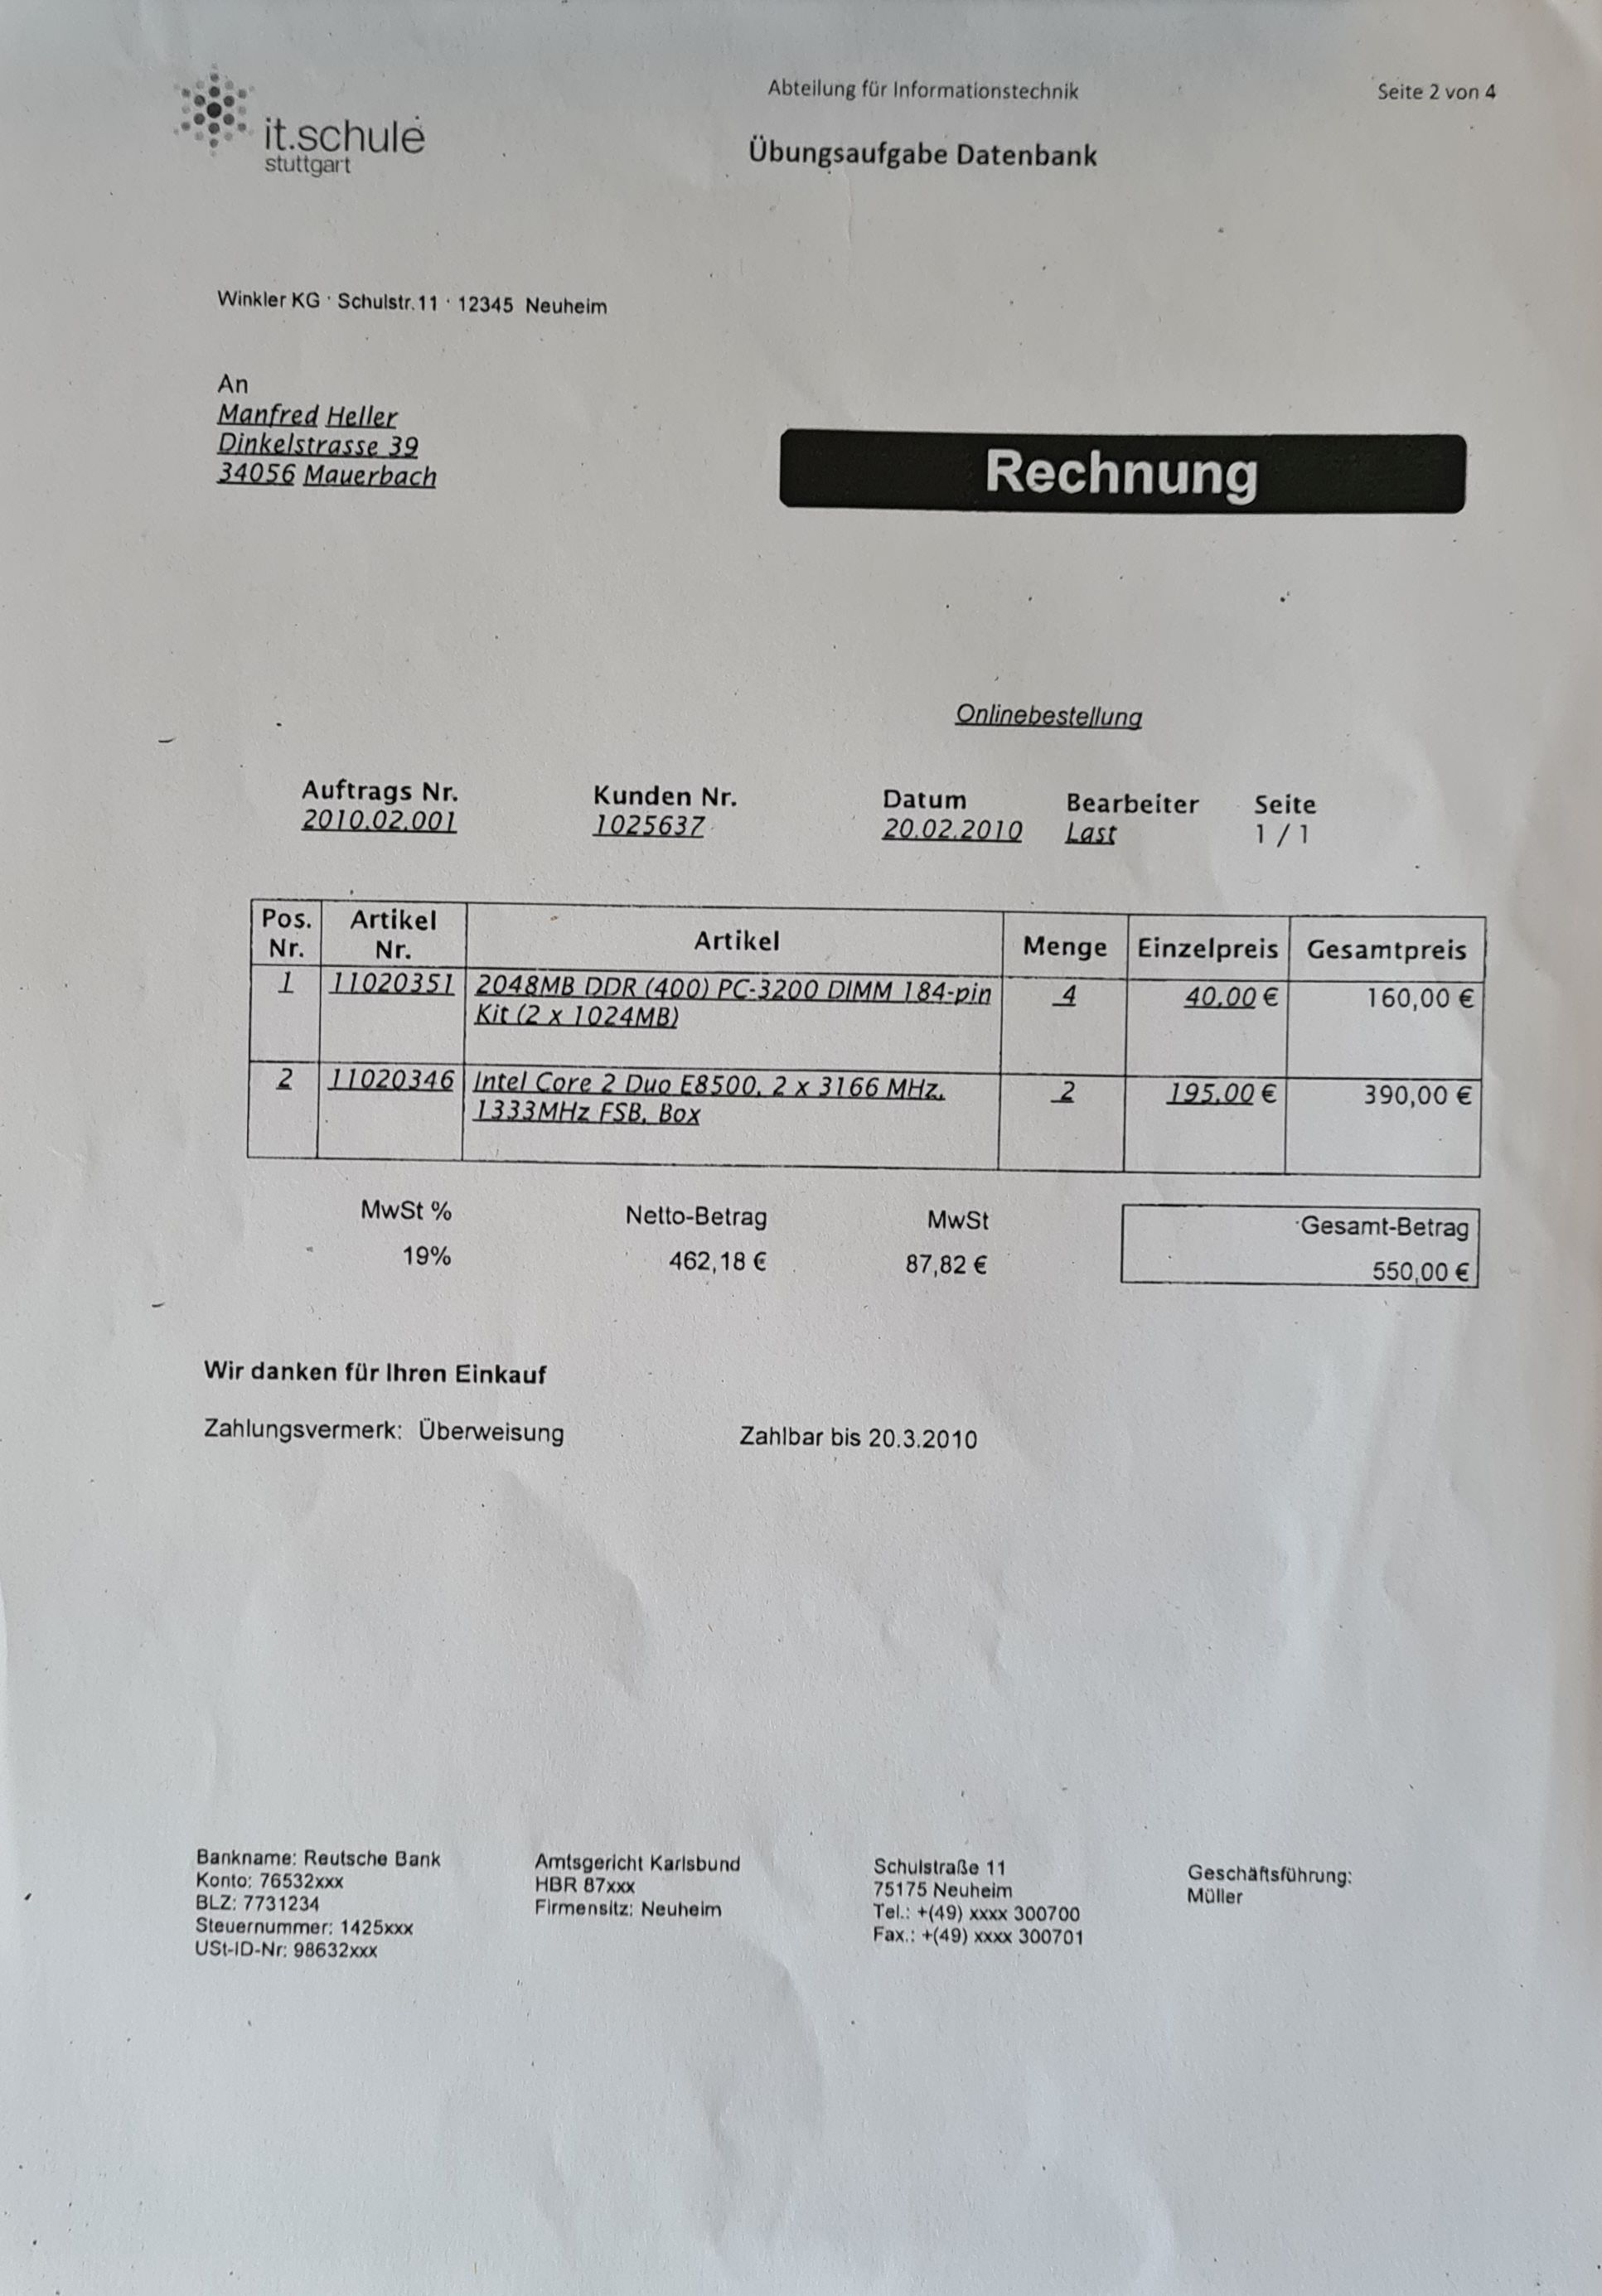 it.schule
stuttgart
Abteilung für Informationstechnik
Seite 2 von 4
Übungsaufgabe Datenbank
Winkler KG · Schulstr.11 · 12345 Neuheim
An
Manfred Heller
Dinkelstrasse 39
34056 Mauerbach
Rechnung
Onlinebestellung
Auftrags Nr. Kunden Nr. Datum Bearbeiter Seite
2010.02.001 1025637 20.02.2010 Last 1 / 1
Pos. Nr. Artikel Nr. Artikel Menge Einzelpreis Gesamtpreis
1 11020351 2048MB DDR (400) PC-3200 DIMM 184-pin 4 40,00 € 160,00 €
Kit (2 x 1024MB)
2 11020346 Intel Core 2 Duo E8500, 2 x 3166 MHz, 2 195,00 € 390,00 €
1333MHz FSB, Box
MwSt % Netto-Betrag MwSt Gesamt-Betrag
19% 462,18 € 87,82 € 550,00 €
Wir danken für Ihren Einkauf
Zahlungsvermerk: Überweisung Zahlbar bis 20.3.2010
Bankname: Reutsche Bank
Konto: 76532xxx
BLZ: 7731234
Steuernummer: 1425xxx
USt-ID-Nr: 98632xxx
Amtsgericht Karlsbund
HBR 87xxx
Firmensitz: Neuheim
Schulstraße 11
75175 Neuheim
Tel.: +(49) xxxx 300700
Fax.: +(49) xxxx 300701
Geschäftsführung:
Müller